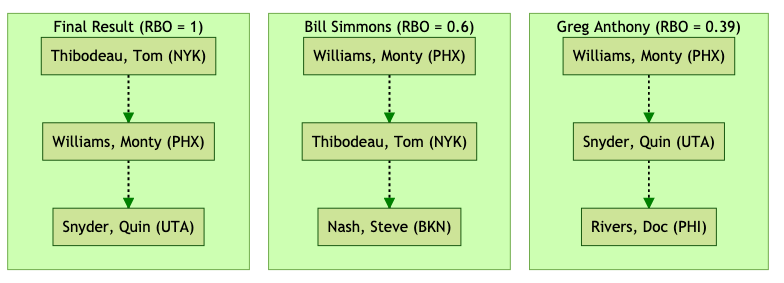 Final Result (RBO = 1)
Thibodeau, Tom (NYK)
Williams, Monty (PHX)
Snyder, Quin (UTA)
Bill Simmons (RBO = 0.6)
Williams, Monty (PHX)
Thibodeau, Tom (NYK)
Nash, Steve (BKN)
Greg Anthony (RBO = 0.39)
Williams, Monty (PHX)
Snyder, Quin (UTA)
Rivers, Doc (PHI)